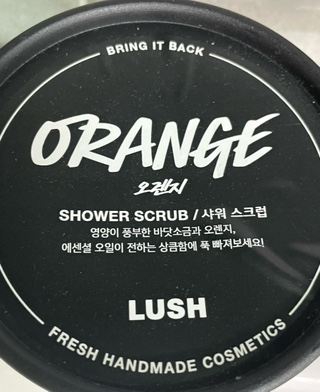 BRING IT BACK
ORANGE
오렌지
SHOWER SCRUB / 샤워 스크럽
영양이 풍부한 바닷소금과 오렌지,
에센셜 오일이 전하는 상큼함에 푹 빠져보세요!
LUSH
FRESH HANDMADE COSMETICS